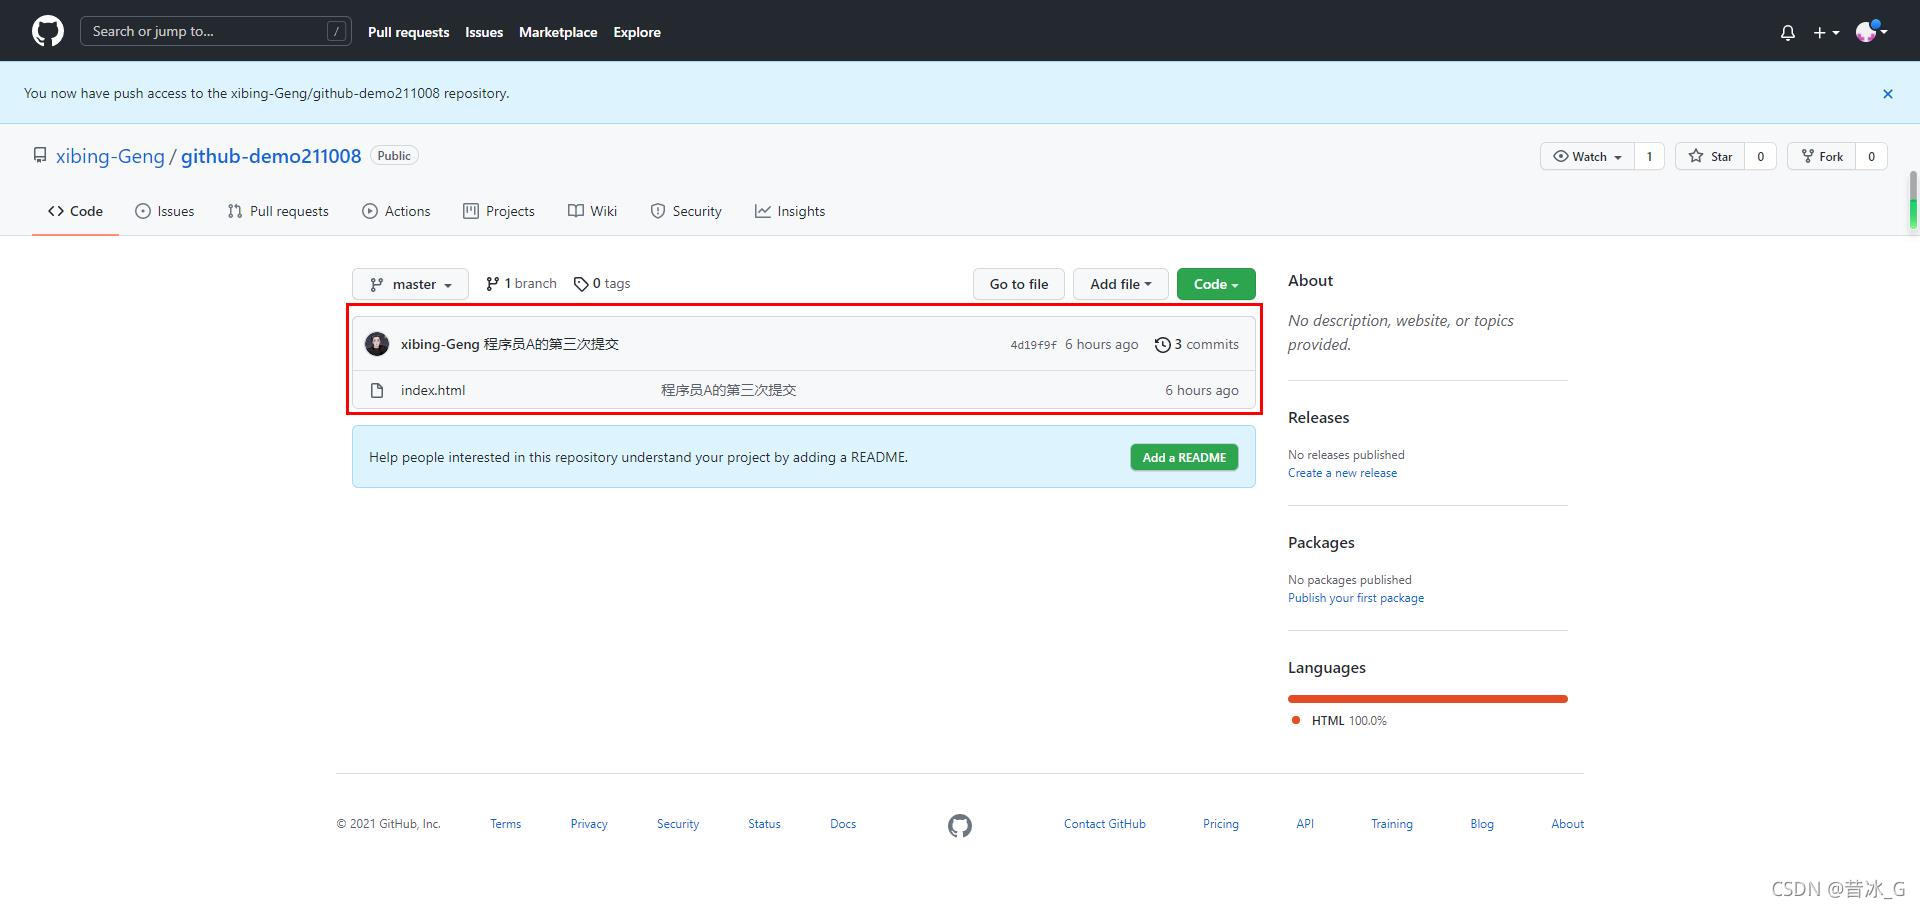 Search or jump to... / Pull requests Issues Marketplace Explore
You now have push access to the xibing-Geng/github-demo211008 repository.
xibing-Geng / github-demo211008 Public Watch 1 Star 0 Fork 0
Code Issues Pull requests Actions Projects Wiki Security Insights
master 1 branch 0 tags Go to file Add file Code
About
No description, website, or topics
provided.
xibing-Geng 程序员A的第三次提交 4d19f9f 6 hours ago 3 commits
index.html 程序员A的第三次提交 6 hours ago
Help people interested in this repository understand your project by adding a README. Add a README
Releases
No releases published
Create a new release
Packages
No packages published
Publish your first package
Languages
HTML 100.0%
© 2021 GitHub, Inc. Terms Privacy Security Status Docs Contact GitHub Pricing API Training Blog About
CSDN @昔冰_G